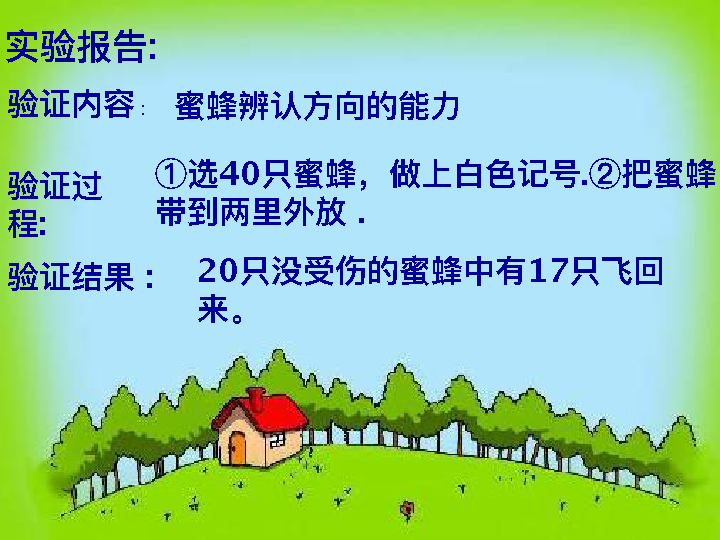 实验报告:
验证内容： 蜜蜂辨认方向的能力
验证过程: ①选40只蜜蜂，做上白色记号.②把蜜蜂
带到两里外放．
验证结果： 20只没受伤的蜜蜂中有17只飞回
来。